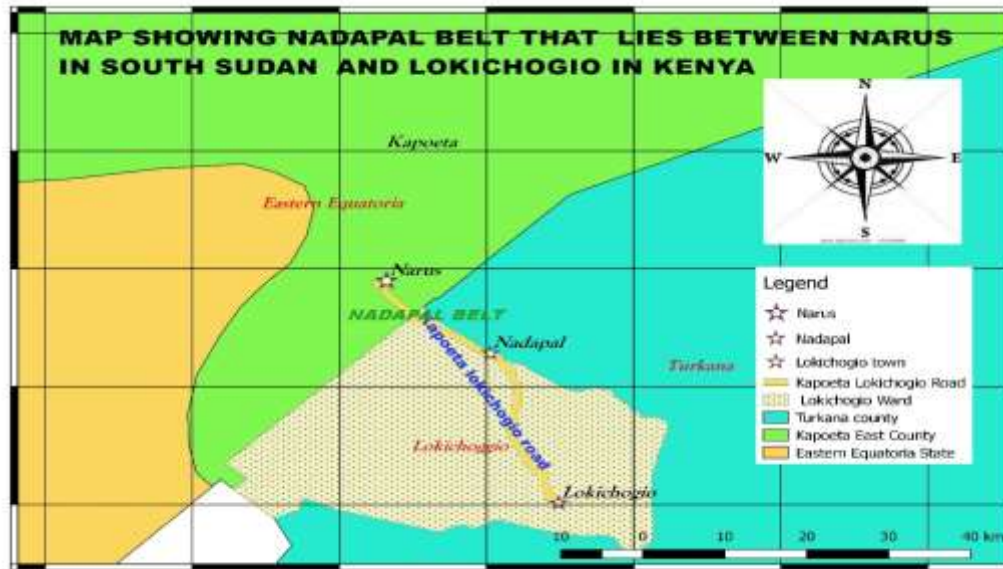 MAP SHOWING NADAPAL BELT THAT LIES BETWEEN NARUS
IN SOUTH SUDAN AND LOKICHOGIO IN KENYA
Kapoeta
Eastern Equatoria
Narus
NADAPAL BELT
Kapoeta lokichogio road
Nadapal
Turkana
Lokichoggio
Lokichogio
N
W
E
S
Legend
Narus
Nadapal
Lokichogio town
Kapoeta Lokichogio Road
Lokichogio Ward
Turkana county
Kapoeta East County
Eastern Equatoria State
10 0 10 20 30 40 km